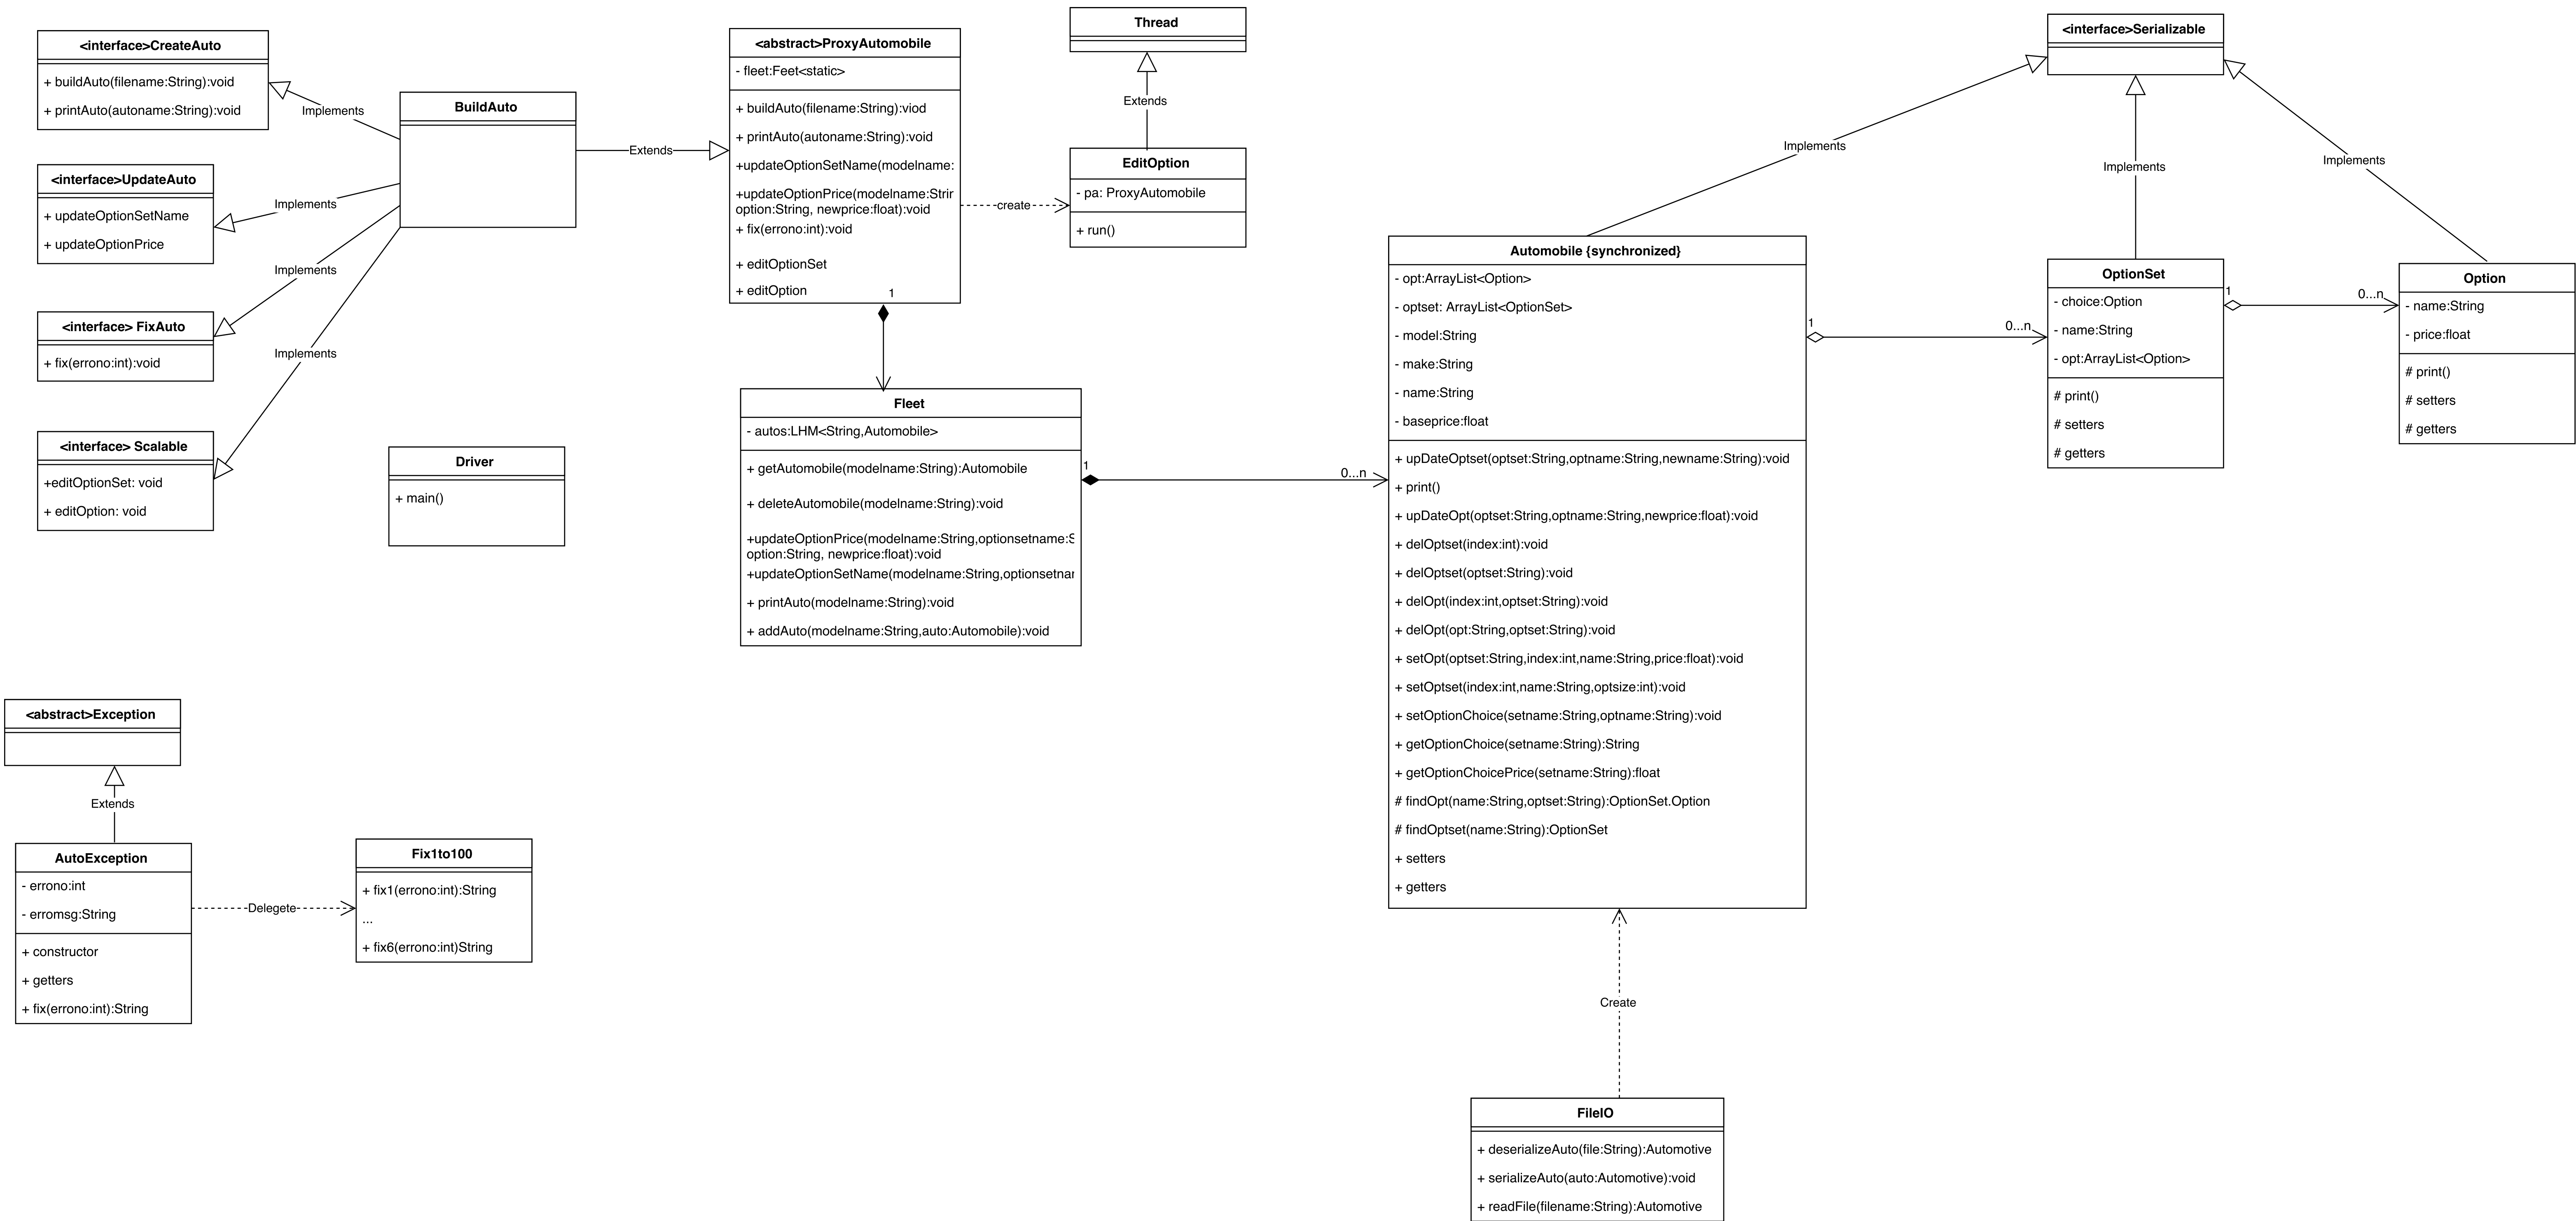 <interface>CreateAuto
+ buildAuto(filename:String):void
+ printAuto(autoname:String):void
<interface>UpdateAuto
+ updateOptionSetName
+ updateOptionPrice
<interface> FixAuto
+ fix(errono:int):void
<interface> Scalable
+editOptionSet: void
+ editOption: void
Implements
Implements
Implements
Implements
BuildAuto
Extends
Driver
+ main()
<abstract>ProxyAutomobile
- fleet:Feet<static>
+ buildAuto(filename:String):viod
+ printAuto(autoname:String):void
+updateOptionSetName(modelname:
+updateOptionPrice(modelname:Strir
option:String, newprice:float):void
+ fix(errono:int):void
+ editOptionSet
+ editOption
1
create
Thread
Extends
EditOption
- pa: ProxyAutomobile
+ run()
Fleet
- autos:LHM<String,Automobile>
+ getAutomobile(modelname:String):Automobile
+ deleteAutomobile(modelname:String):void
+updateOptionPrice(modelname:String,optionsetname:S
option:String, newprice:float):void
+updateOptionSetName(modelname:String,optionsetnar
+ printAuto(modelname:String):void
+ addAuto(modelname:String,auto:Automobile):void
1
0...n
Automobile {synchronized}
- opt:ArrayList<Option>
- optset: ArrayList<OptionSet>
- model:String
- make:String
- name:String
- baseprice:float
+ upDateOptset(optset:String,optname:String,newname:String):void
+ print()
+ upDateOpt(optset:String,optname:String,newprice:float):void
+ delOptset(index:int):void
+ delOptset(optset:String):void
+ delOpt(index:int,optset:String):void
+ delOpt(opt:String,optset:String):void
+ setOpt(optset:String,index:int,name:String,price:float):void
+ setOptset(index:int,name:String,optsize:int):void
+ setOptionChoice(setname:String,optname:String):void
+ getOptionChoice(setname:String):String
+ getOptionChoicePrice(setname:String):float
# findOpt(name:String,optset:String):OptionSet.Option
# findOptset(name:String):OptionSet
+ setters
+ getters
1
0...n
<interface>Serializable
Implements
Implements
Implements
OptionSet
- choice:Option
- name:String
- opt:ArrayList<Option>
# print()
# setters
# getters
1
0...n
Option
- name:String
- price:float
# print()
# setters
# getters
<abstract>Exception
Extends
AutoException
- errono:int
- erromsg:String
+ constructor
+ getters
+ fix(errono:int):String
Delegete
Fix1to100
+ fix1(errono:int):String
...
+ fix6(errono:int)String
Create
FileIO
+ deserializeAuto(file:String):Automotive
+ serializeAuto(auto:Automotive):void
+ readFile(filename:String):Automotive